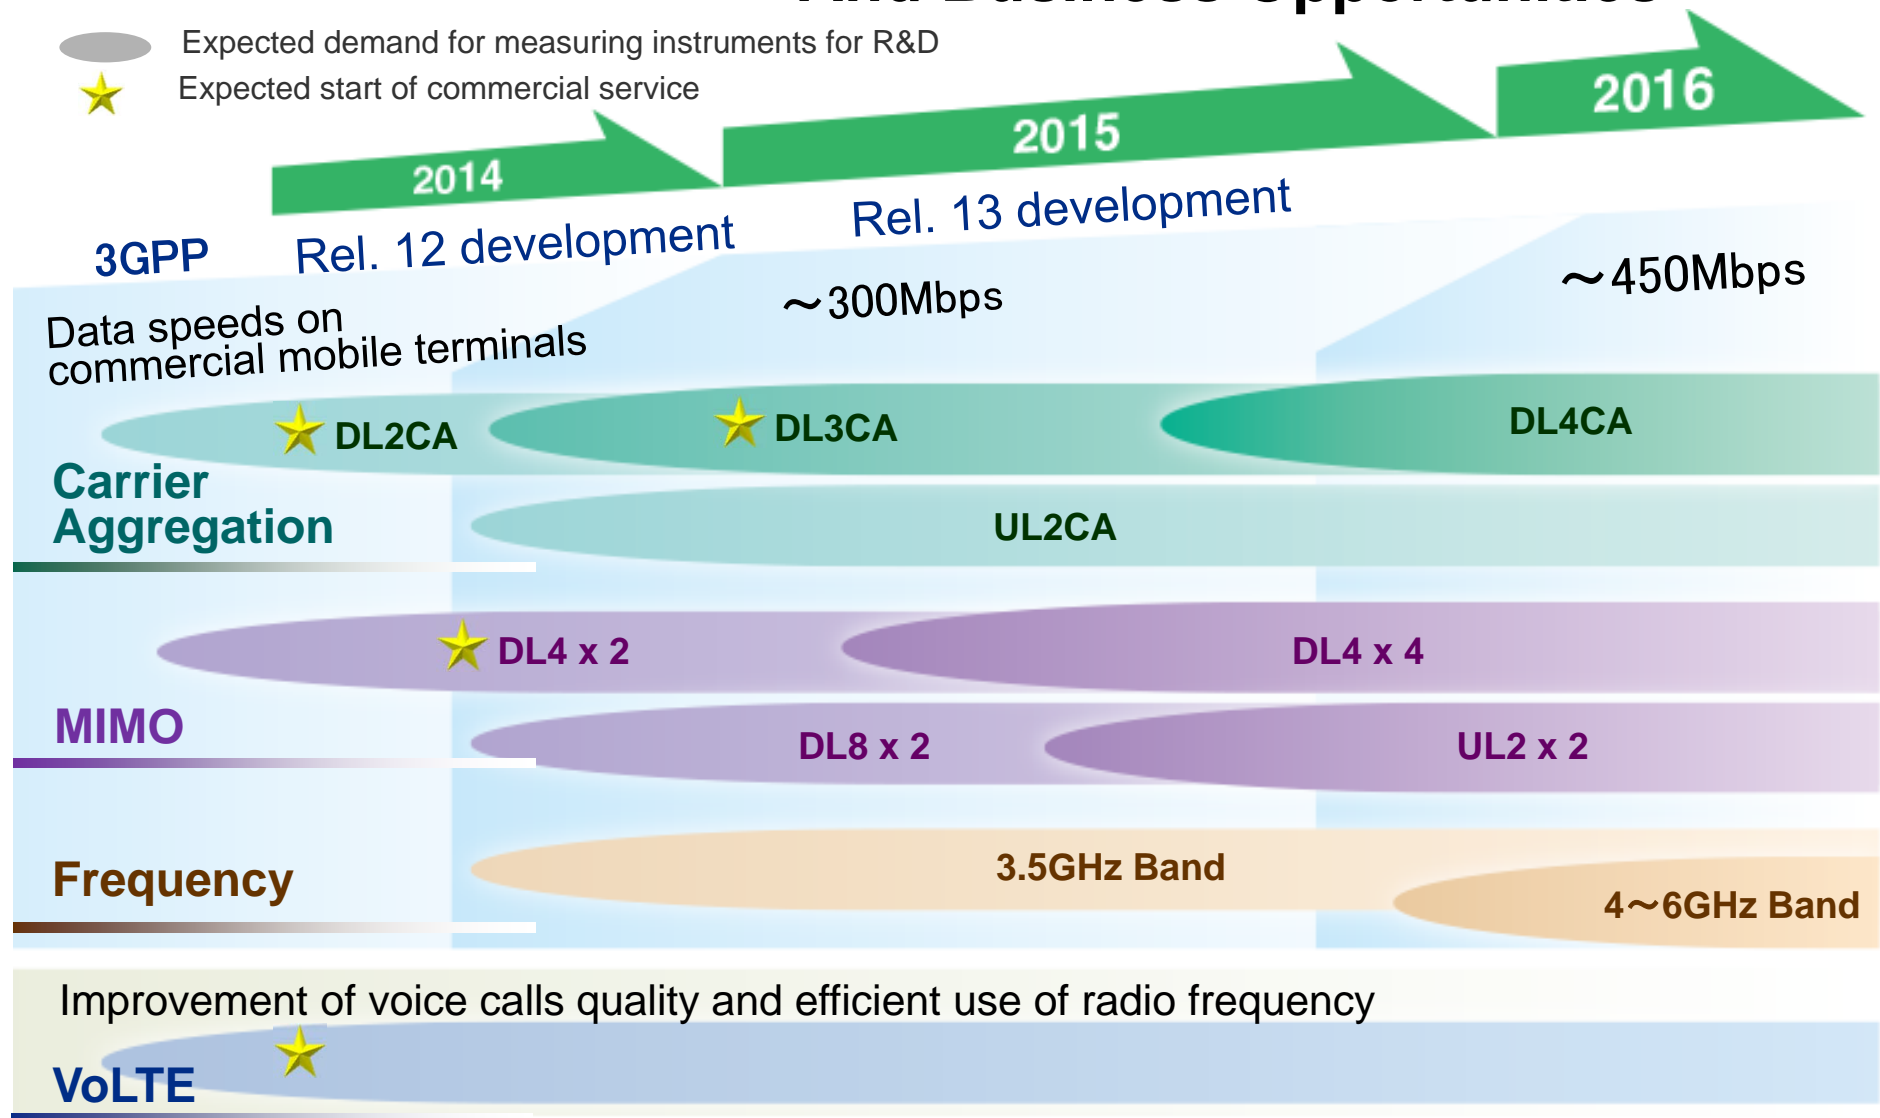 And Business Opportunities
Expected demand for measuring instruments for R&D
Expected start of commercial service
2014
2015
2016
3GPP
Rel. 12 development
Rel. 13 development
Data speeds on
commercial mobile terminals
～300Mbps
～450Mbps
DL2CA
DL3CA
DL4CA
Carrier
Aggregation
UL2CA
DL4 x 2
DL4 x 4
MIMO
DL8 x 2
UL2 x 2
Frequency
3.5GHz Band
4～6GHz Band
Improvement of voice calls quality and efficient use of radio frequency
VoLTE